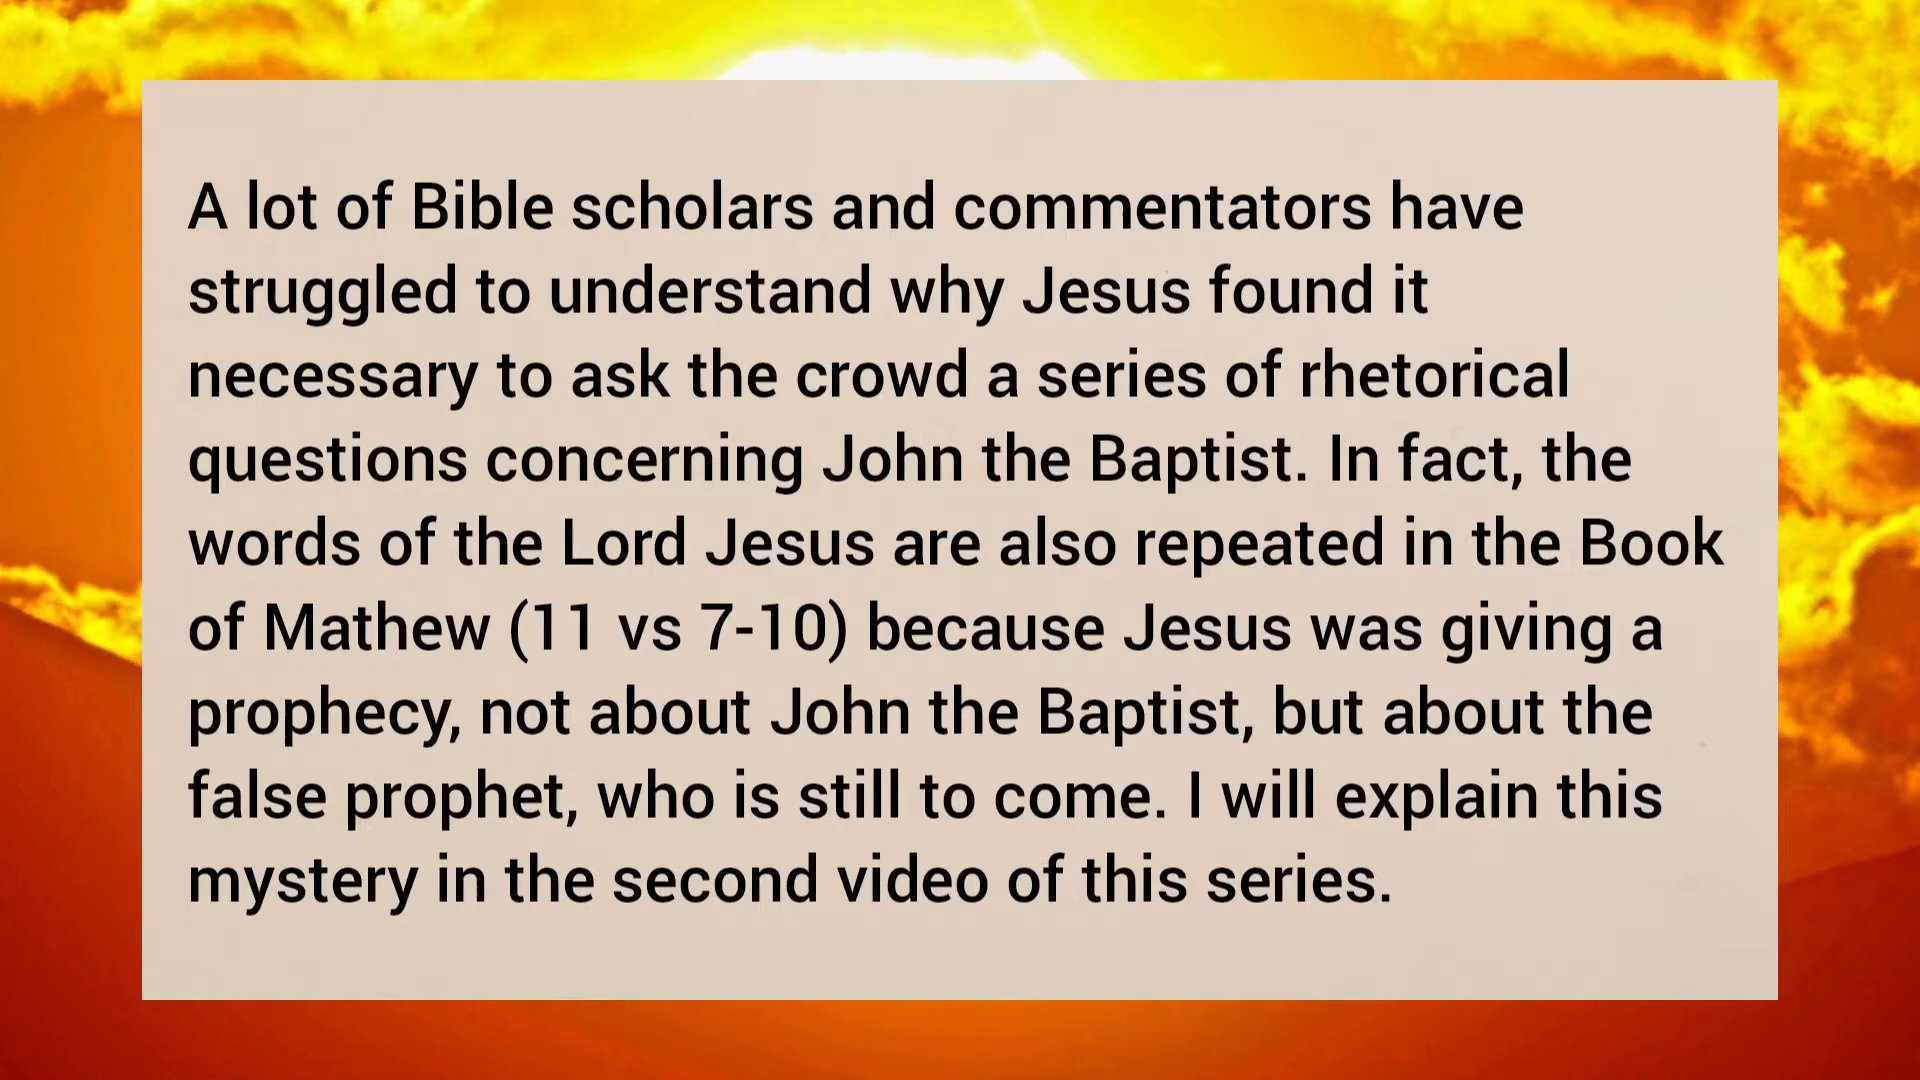 A lot of Bible scholars and commentators have
struggled to understand why Jesus found it
necessary to ask the crowd a series of rhetorical
questions concerning John the Baptist. In fact, the
words of the Lord Jesus are also repeated in the Book
of Mathew (11 vs 7-10) because Jesus was giving a
prophecy, not about John the Baptist, but about the
false prophet, who is still to come. I will explain this
mystery in the second video of this series.